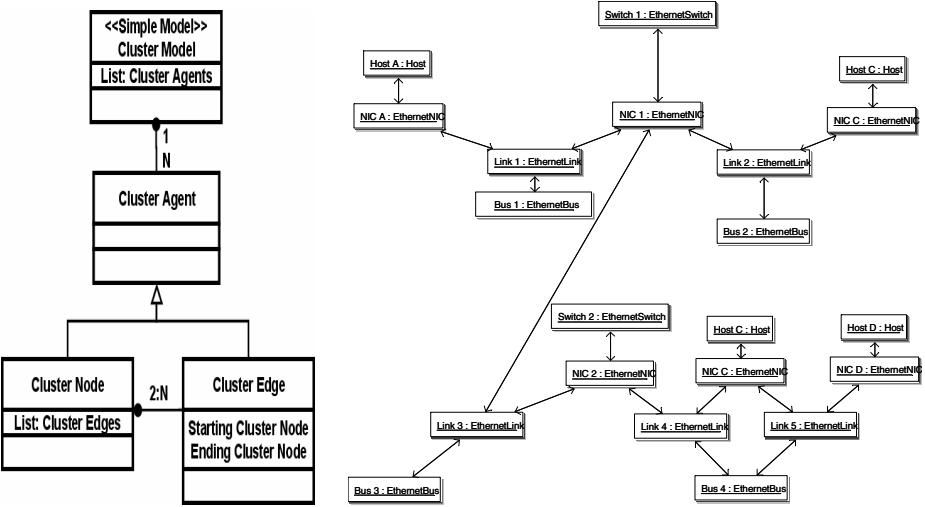 <<Simple Model>>
Cluster Model
List: Cluster Agents
1
N
Cluster Agent
Cluster Node
List: Cluster Edges
2:N
Cluster Edge
Starting Cluster Node
Ending Cluster Node
Switch 1 : EthernetSwitch
Host A : Host
Host C : Host
NIC A : EthernetNIC
NIC 1 : EthernetNIC
NIC C : EthernetNIC
Link 1 : EthernetLink
Link 2 : EthernetLink
Bus 1 : EthernetBus
Bus 2 : EthernetBus
Switch 2 : EthernetSwitch
Host C : Host
Host D : Host
NIC 2 : EthernetNIC
NIC C : EthernetNIC
NIC D : EthernetNIC
Link 3 : EthernetLink
Link 4 : EthernetLink
Link 5 : EthernetLink
Bus 3 : EthernetBus
Bus 4 : EthernetBus